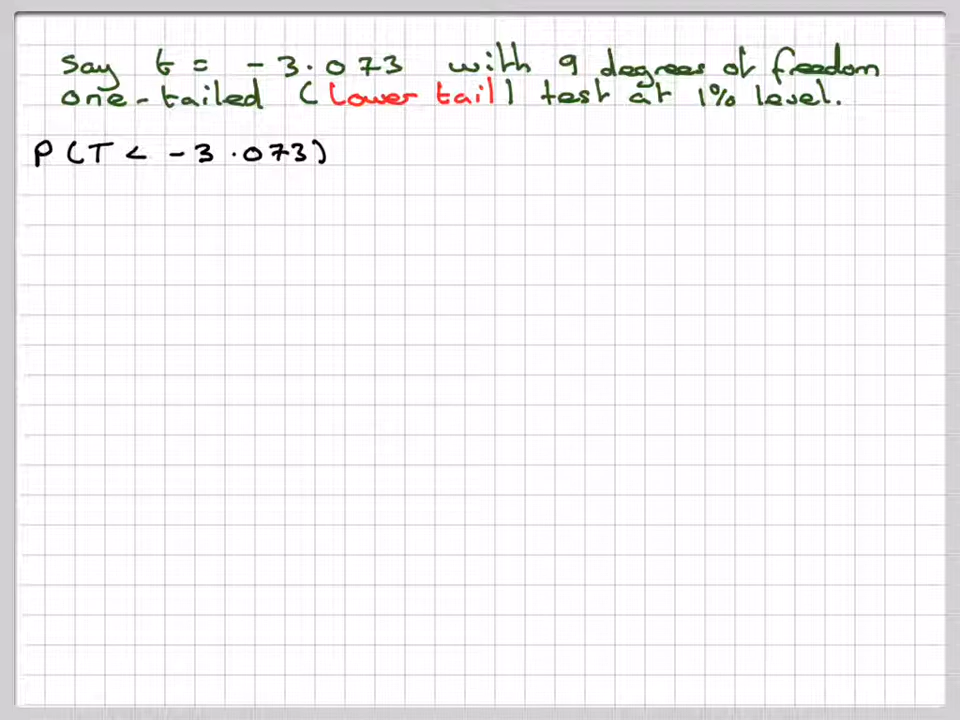 Say t = -3.073 with 9 degrees of freedom
one-tailed (lower tail) test at 1% level.
P(T < -3.073)